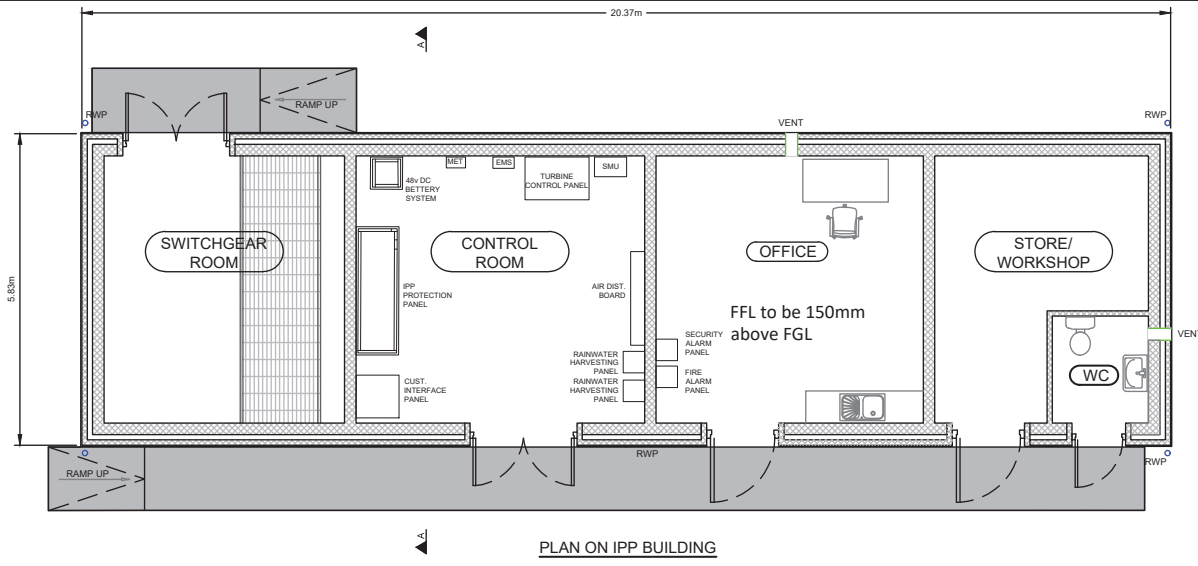 20.37m
A
RAMP UP
RWP
RWP
VENT
48v DC
BETTERY
SYSTEM
MET
EMS
TURBINE
CONTROL PANEL
SMU
5.83m
SWITCHGEAR
ROOM
CONTROL
ROOM
OFFICE
STORE/
WORKSHOP
IPP
PROTECTION
PANEL
AIR DIST.
BOARD
FFL to be 150mm
above FGL
SECURITY
ALARM
PANEL
VENT
RAINWATER
HARVESTING
PANEL
FIRE
ALARM
PANEL
WC
CUST.
INTERFACE
PANEL
RAINWATER
HARVESTING
PANEL
RWP
RWP
RAMP UP
A
PLAN ON IPP BUILDING